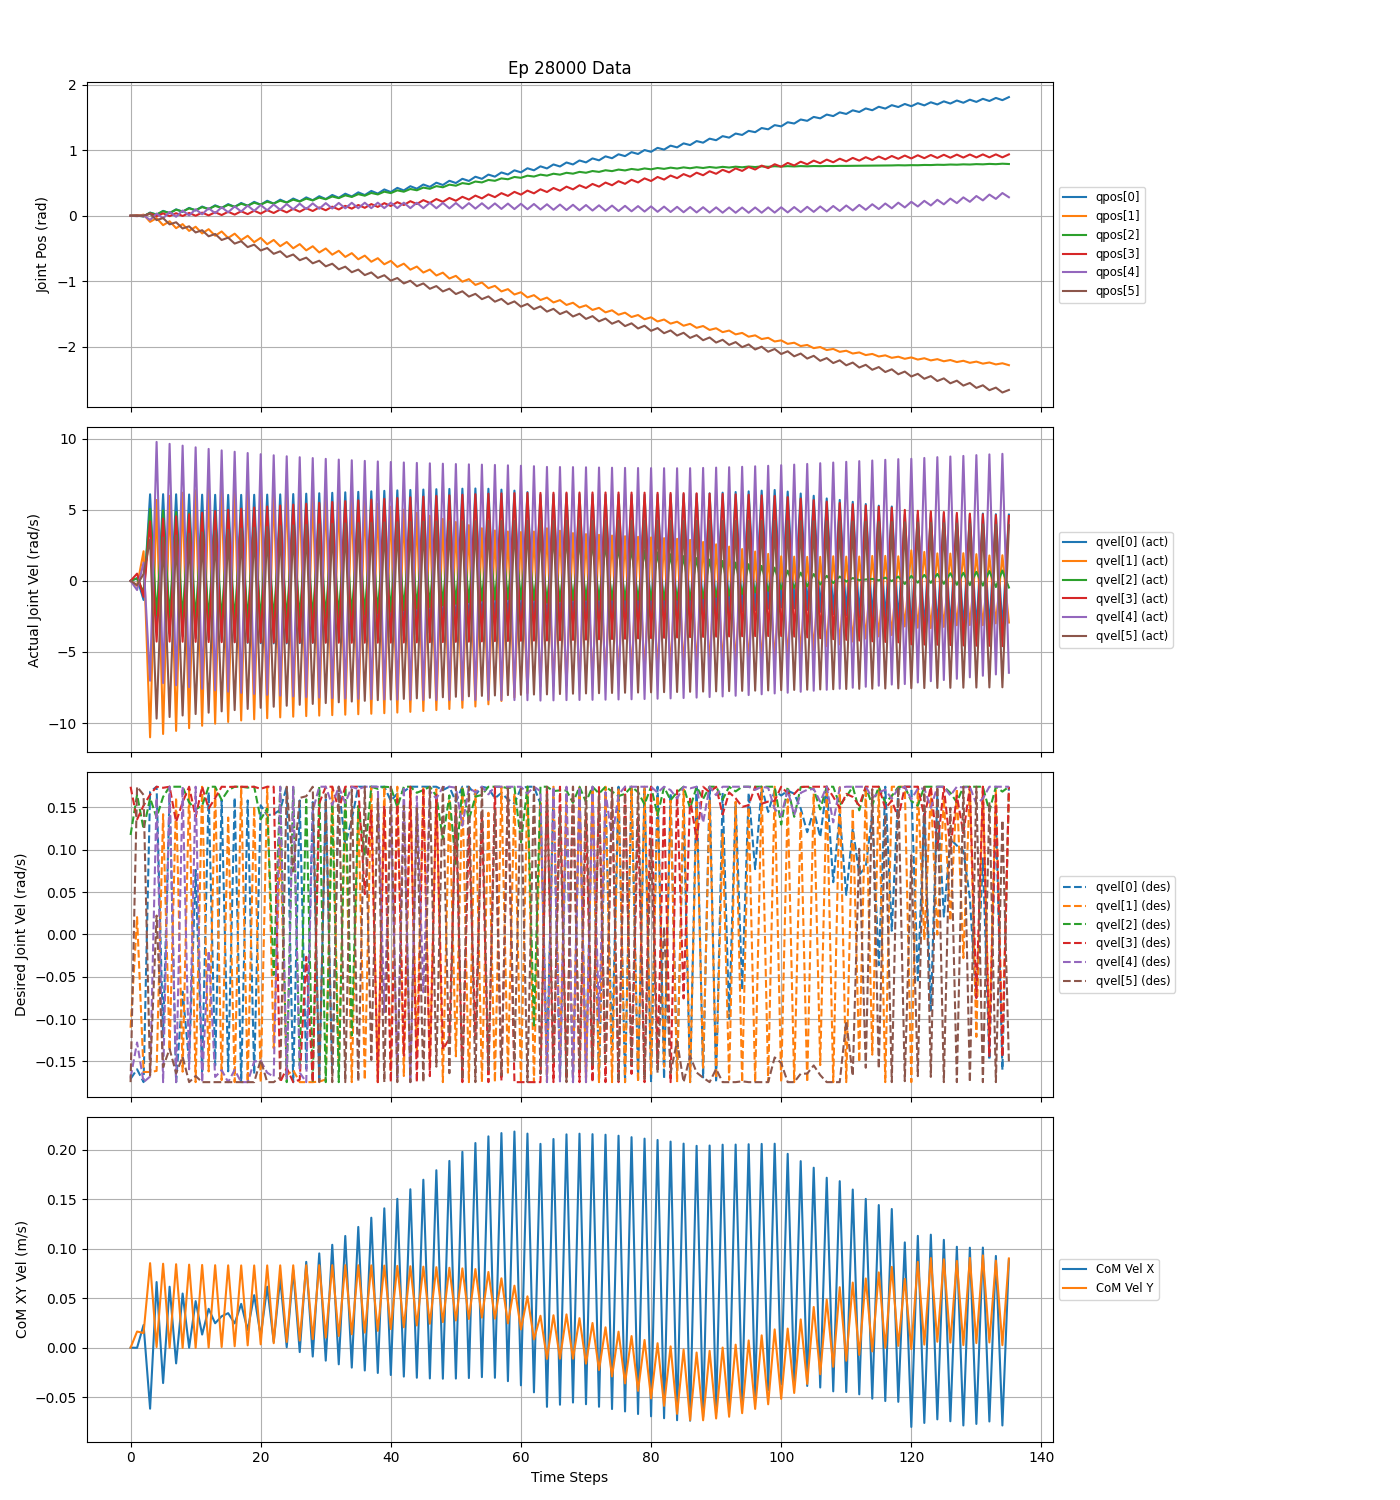 Ep 28000 Data
Joint Pos (rad)
2
1
0
−1
−2
qpos[0]
qpos[1]
qpos[2]
qpos[3]
qpos[4]
qpos[5]
Actual Joint Vel (rad/s)
10
5
0
−5
−10
qvel[0] (act)
qvel[1] (act)
qvel[2] (act)
qvel[3] (act)
qvel[4] (act)
qvel[5] (act)
Desired Joint Vel (rad/s)
0.15
0.10
0.05
0.00
−0.05
−0.10
−0.15
qvel[0] (des)
qvel[1] (des)
qvel[2] (des)
qvel[3] (des)
qvel[4] (des)
qvel[5] (des)
CoM XY Vel (m/s)
0.20
0.15
0.10
0.05
0.00
−0.05
CoM Vel X
CoM Vel Y
0 20 40 60 80 100 120 140
Time Steps